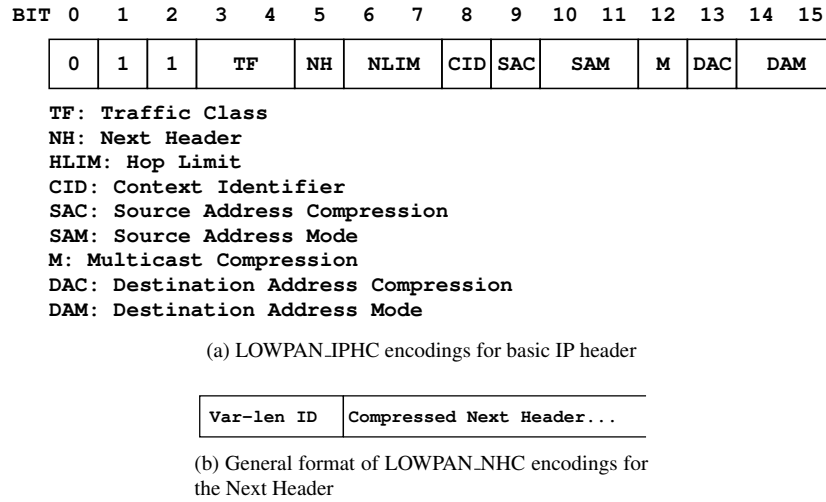 BIT 0 1 2 3 4 5 6 7 8 9 10 11 12 13 14 15
0 1 1 TF NH NLIM CID SAC SAM M DAC DAM
TF: Traffic Class
NH: Next Header
HLIM: Hop Limit
CID: Context Identifier
SAC: Source Address Compression
SAM: Source Address Mode
M: Multicast Compression
DAC: Destination Address Compression
DAM: Destination Address Mode
(a) LOWPAN_IPHC encodings for basic IP header
Var-len ID Compressed Next Header...
(b) General format of LOWPAN_NHC encodings for
the Next Header